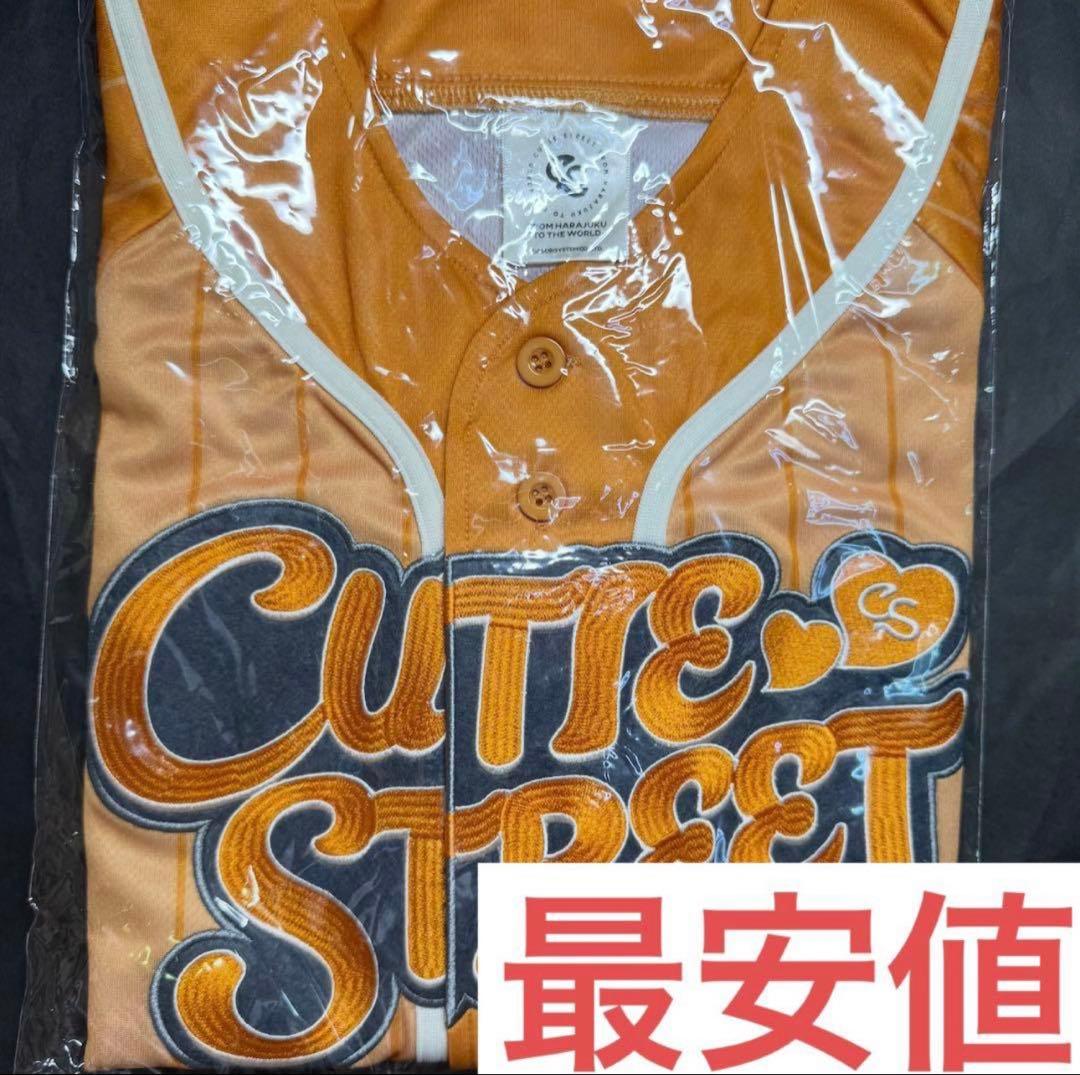 FROM HARAJUKU
TO THE WORLD
CUTIE
CS
STREET
最安値